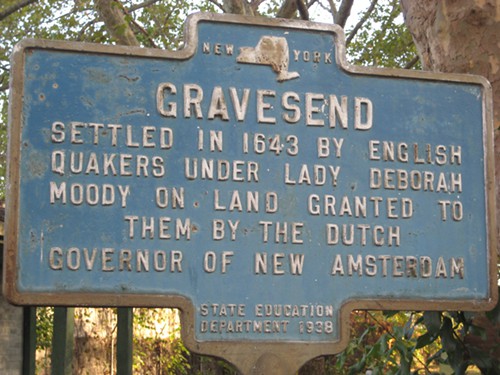 NEW YORK
GRAVESEND
SETTLED IN 1643 BY ENGLISH
QUAKERS UNDER LADY DEBORAH
MOODY ON LAND GRANTED TO
THEM BY THE DUTCH
GOVERNOR OF NEW AMSTERDAM
STATE EDUCATION
DEPARTMENT 1938